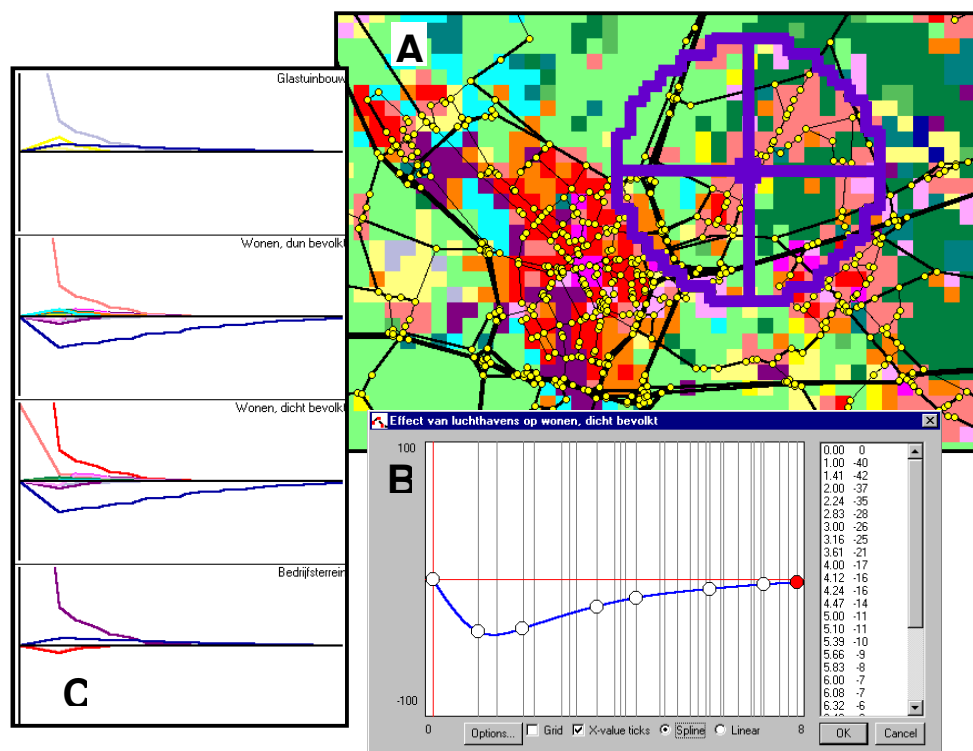 A
Glastuinbouw
Wonen, dun bevolkt
Wonen, dicht bevolkt
Bedrijfsterrein
C
Effect van luchthavens op wonen, dicht bevolkt
B
100
-100
0
8
0.00 0
1.00 -40
1.41 -42
2.00 -37
2.24 -35
2.83 -28
3.00 -26
3.16 -25
3.61 -21
4.00 -17
4.12 -16
4.24 -16
4.47 -14
5.00 -11
5.10 -11
5.39 -10
5.66 -9
5.83 -8
6.00 -7
6.08 -7
6.32 -6
Options... Grid X-value ticks Spline Linear OK Cancel